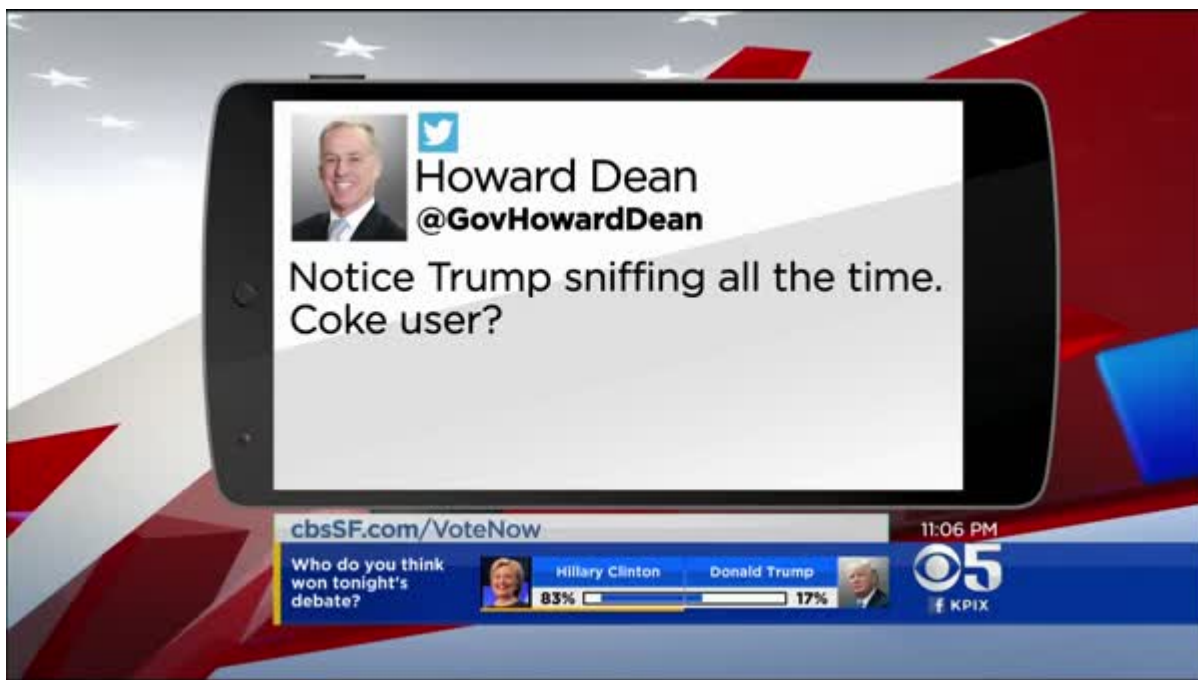 Howard Dean
@GovHowardDean
Notice Trump sniffing all the time.
Coke user?
cbsSF.com/VoteNow
11:06 PM
Who do you think
won tonight's
debate?
Hillary Clinton
Donald Trump
83%
17%
5
f KPIX